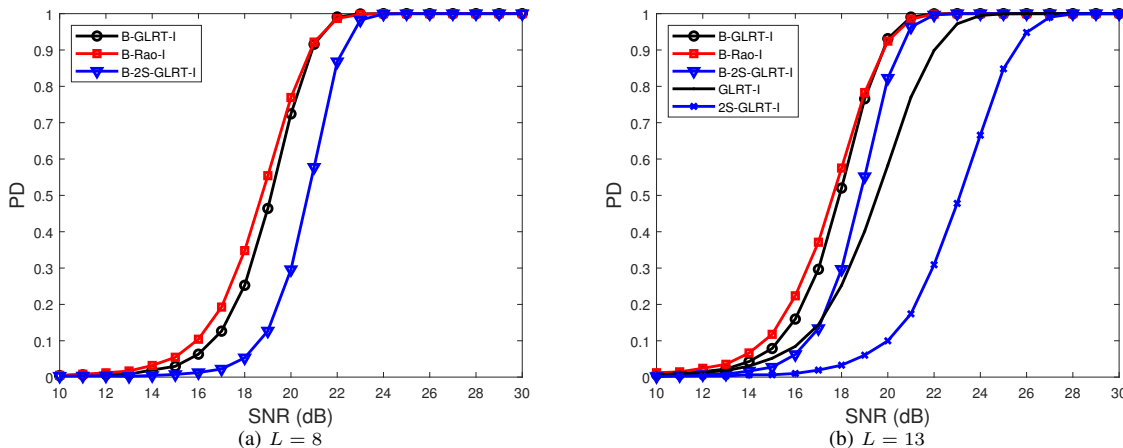 1
0.9
0.8
0.7
0.6
0.5
0.4
0.3
0.2
0.1
0
PD
B-GLRT-I
B-Rao-I
B-2S-GLRT-I
10 12 14 16 18 20 22 24 26 28 30
SNR (dB)
(a) L = 8
1
0.9
0.8
0.7
0.6
0.5
0.4
0.3
0.2
0.1
0
PD
B-GLRT-I
B-Rao-I
B-2S-GLRT-I
GLRT-I
2S-GLRT-I
10 12 14 16 18 20 22 24 26 28 30
SNR (dB)
(b) L = 13